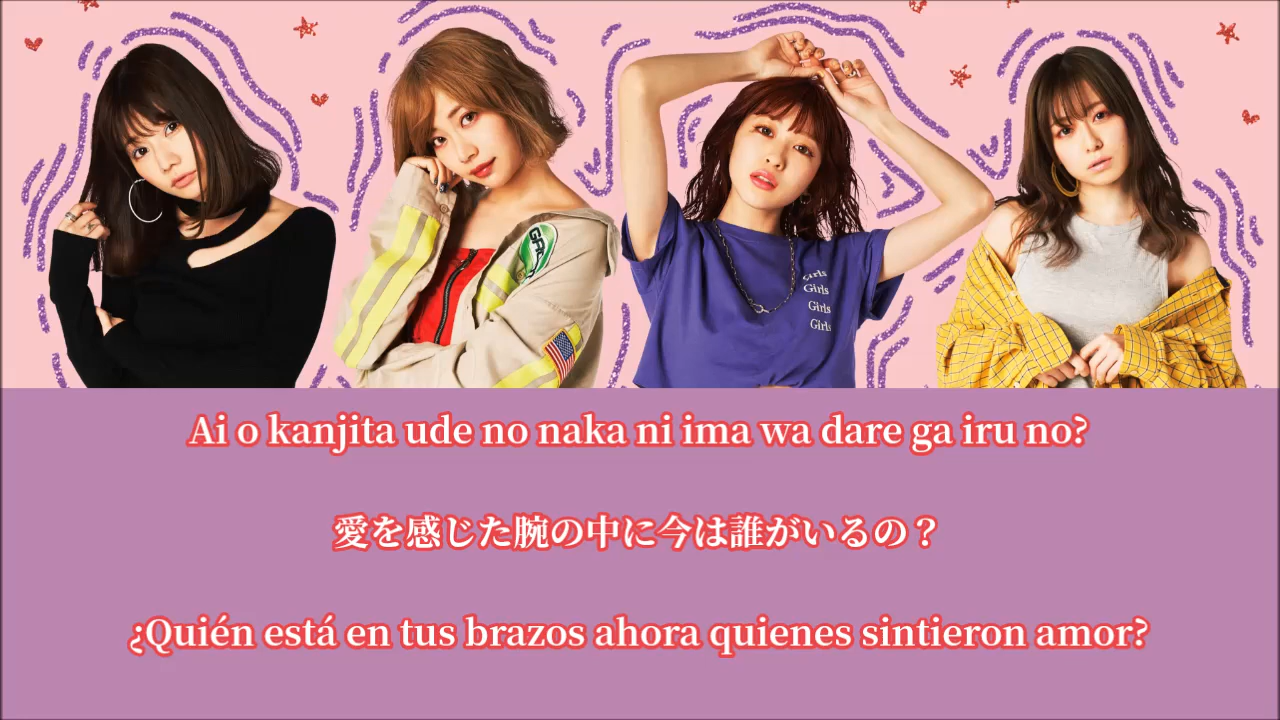 GAL
Girls
Girls
Girls
Girls
Ai o kanjita ude no naka ni ima wa dare ga iru no?
愛を感じた腕の中に今は誰がいるの？
¿Quién está en tus brazos ahora quienes sintieron amor?